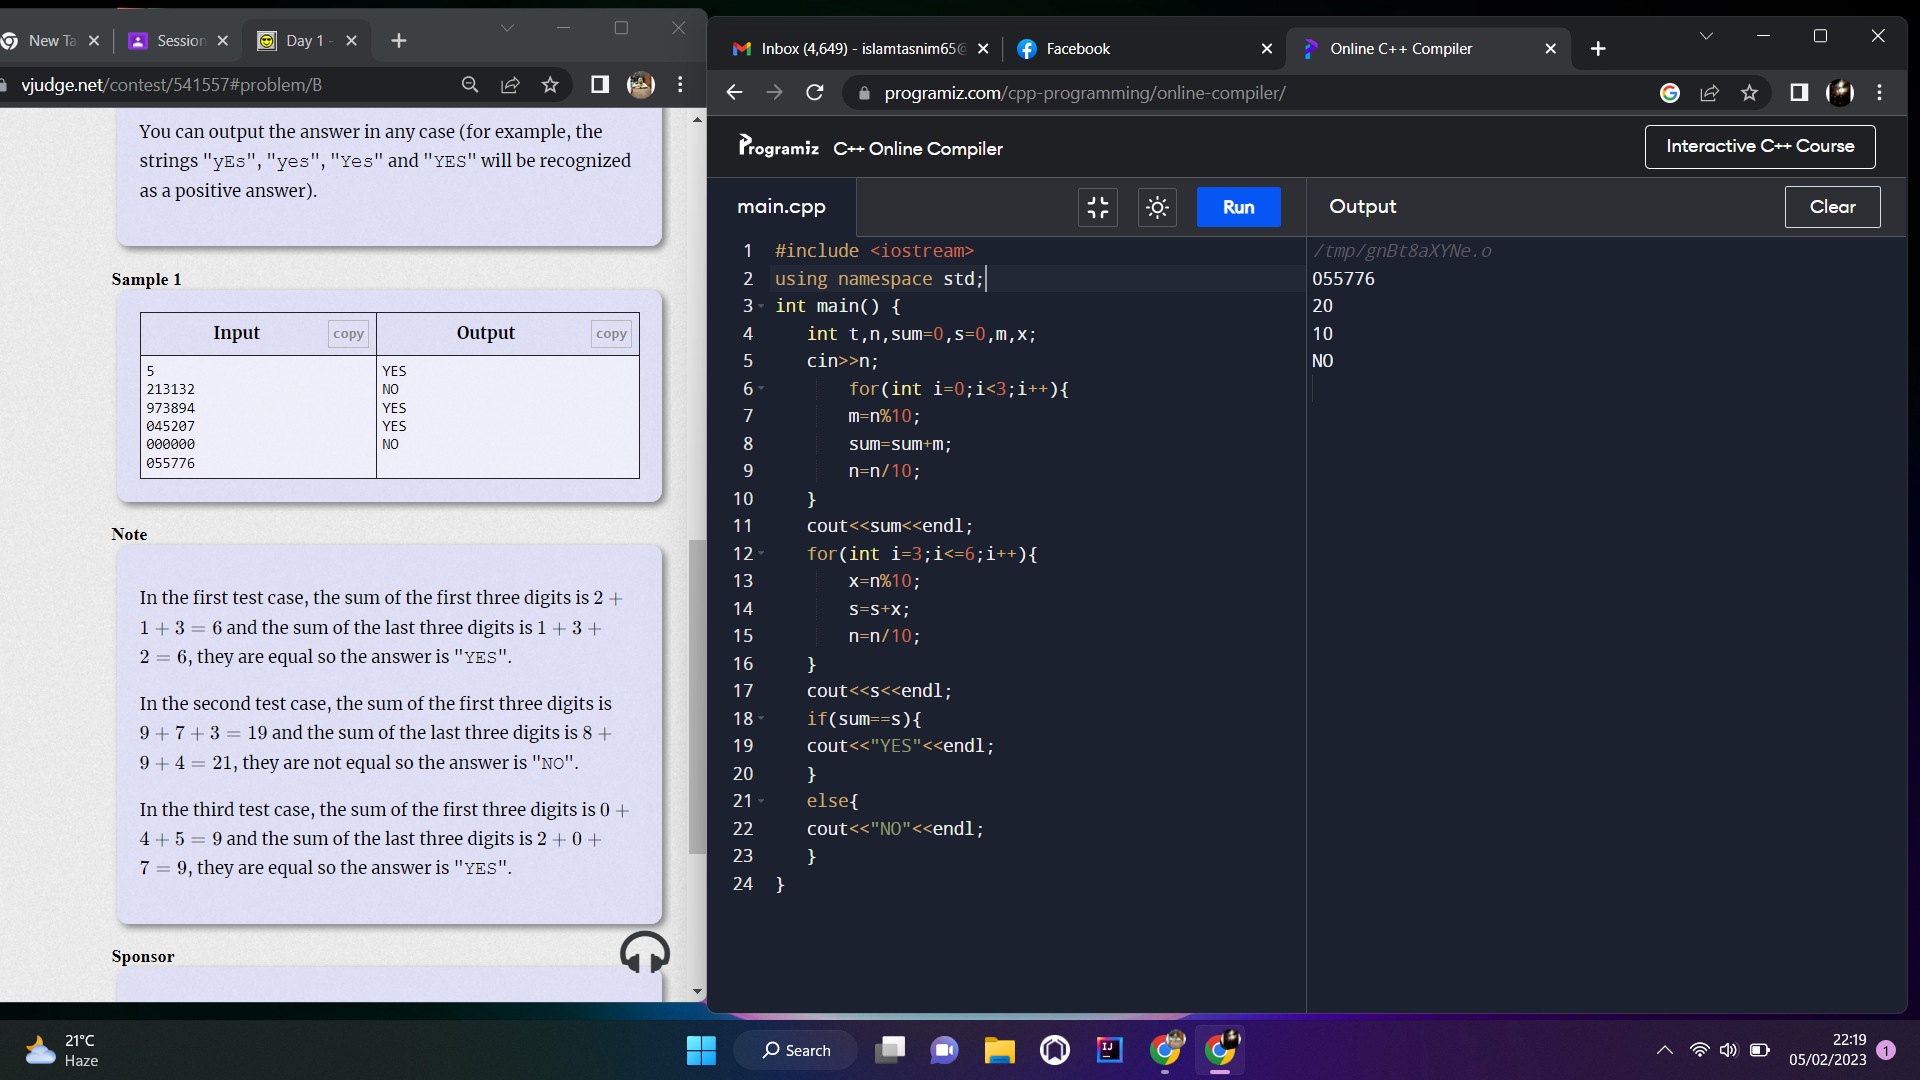 New Ta
Session
Day 1 -
vjudge.net/contest/541557#problem/B
You can output the answer in any case (for example, the
strings "yEs", "yes", "Yes" and "YES" will be recognized
as a positive answer).
Sample 1
Input copy Output copy
5
213132
973894
045207
000000
055776
YES
NO
YES
YES
NO
Note
In the first test case, the sum of the first three digits is 2 +
1 + 3 = 6 and the sum of the last three digits is 1 + 3 +
2 = 6, they are equal so the answer is "YES".
In the second test case, the sum of the first three digits is
9 + 7 + 3 = 19 and the sum of the last three digits is 8 +
9 + 4 = 21, they are not equal so the answer is "NO".
In the third test case, the sum of the first three digits is 0 +
4 + 5 = 9 and the sum of the last three digits is 2 + 0 +
7 = 9, they are equal so the answer is "YES".
Sponsor
Inbox (4,649) - islamtasnim65@
Facebook
Online C++ Compiler
programiz.com/cpp-programming/online-compiler/
Programiz C++ Online Compiler
Interactive C++ Course
main.cpp
Run
Output
Clear
1 #include <iostream>
2 using namespace std;
3 int main() {
4 int t,n,sum=0,s=0,m,x;
5 cin>>n;
6 for(int i=0;i<3;i++){
7 m=n%10;
8 sum=sum+m;
9 n=n/10;
10 }
11 cout<<sum<<endl;
12 for(int i=3;i<=6;i++){
13 x=n%10;
14 s=s+x;
15 n=n/10;
16 }
17 cout<<s<<endl;
18 if(sum==s){
19 cout<<"YES"<<endl;
20 }
21 else{
22 cout<<"NO"<<endl;
23 }
24 }
/tmp/gnBt8aXYNe.o
055776
20
10
NO
21°C
Haze
Search
IJ
22:19
05/02/2023
1